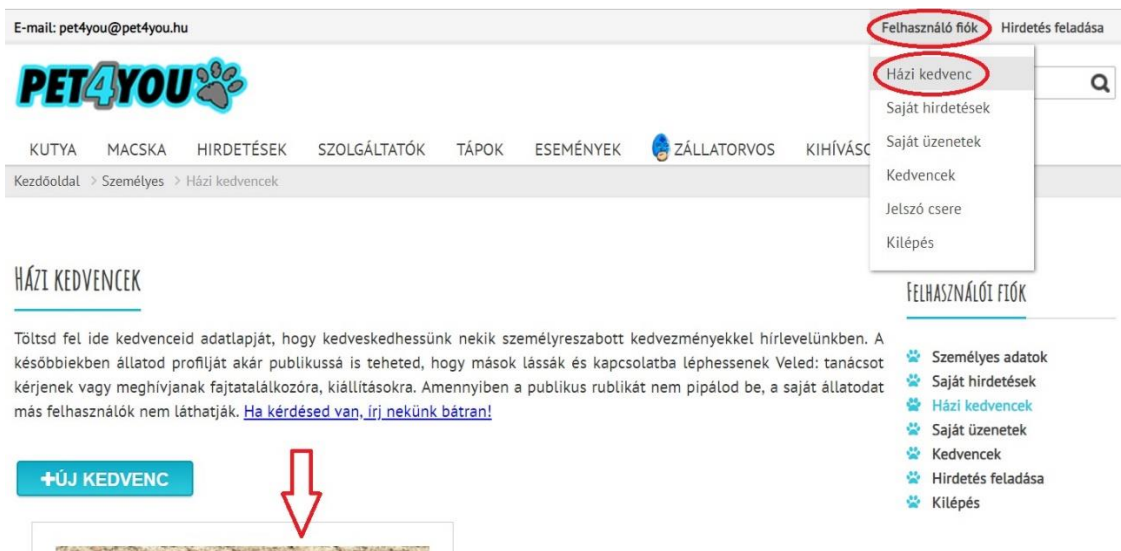 E-mail: pet4you@pet4you.hu
Felhasználó fiók Hirdetés feladása
PET4YOU
Házi kedvenc
Saját hirdetések
Saját üzenetek
Kedvencek
Jelszó csere
Kilépés
KUTYA MACSKA HIRDETÉSEK SZOLGÁLTATÓK TÁPOK ESEMÉNYEK ZÁLLATORVOS
Kezdőoldal > Személyes > Házi kedvencek
HÁZI KEDVENCEK
Töltsd fel ide kedvenceid adatlapját, hogy kedveskedhessünk nekik személyreszabott kedvezményekkel hírlevelünkben. A
későbbiekben állatod profilját akár publikussá is teheted, hogy mások lássák és kapcsolatba léphessenek Veled: tanácsot
kérjenek vagy meghívjanak fajtatalálkozóra, kiállításokra. Amennyiben a publikus rublikát nem pipálod be, a saját állatodat
más felhasználók nem láthatják. Ha kérdésed van, írj nekünk bátran!
+ÚJ KEDVENC
FELHASZNÁLÓI FIÓK
Személyes adatok
Saját hirdetések
Házi kedvencek
Saját üzenetek
Kedvencek
Hirdetés feladása
Kilépés